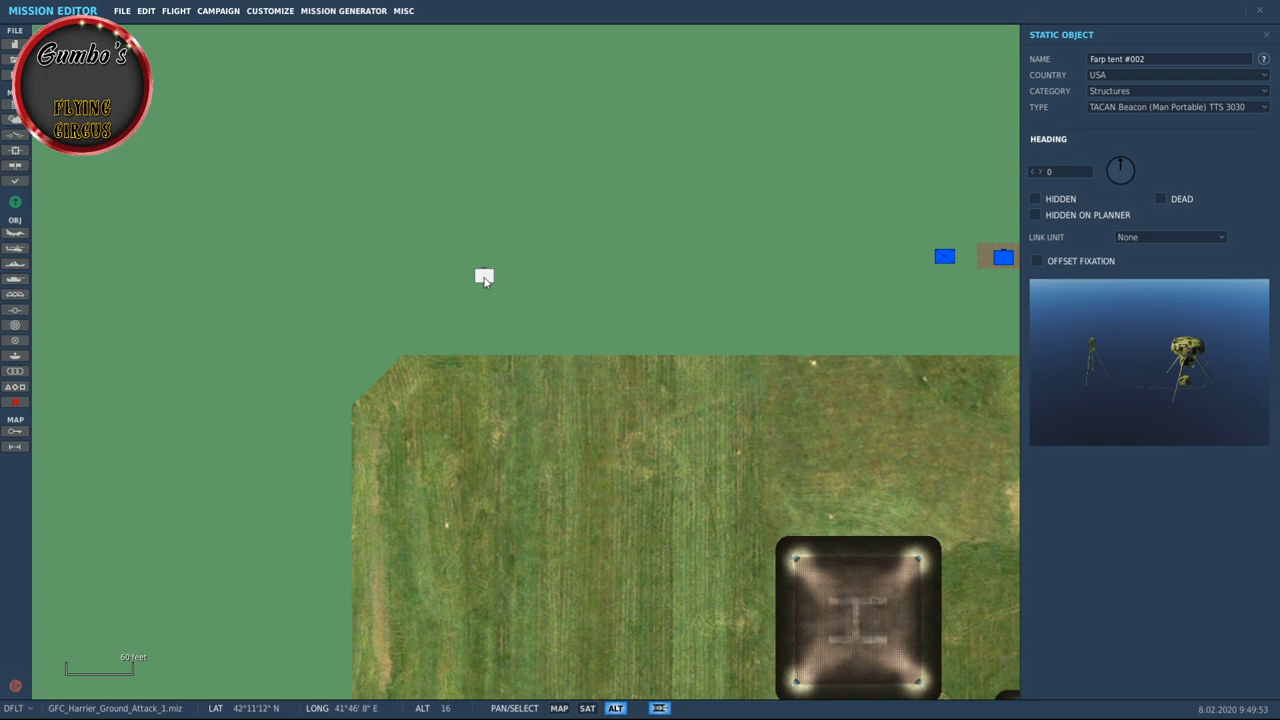 MISSION EDITOR FILE EDIT FLIGHT CAMPAIGN CUSTOMIZE MISSION GENERATOR MISC
FILE
Gumbo's
FLYING
CIRCUS
OBJ
MAP
60 feet
STATIC OBJECT
NAME Farp tent #002 ?
COUNTRY USA
CATEGORY Structures
TYPE TACAN Beacon (Man Portable) TTS 3030
HEADING
0
HIDDEN DEAD
HIDDEN ON PLANNER
LINK UNIT None
OFFSET FIXATION
DFLT GFC_Harrier_Ground_Attack_1.miz LAT 42°11'12" N LONG 41°46' 8" E ALT 16 PAN/SELECT MAP SAT ALT 8.02.2020 9:49:53